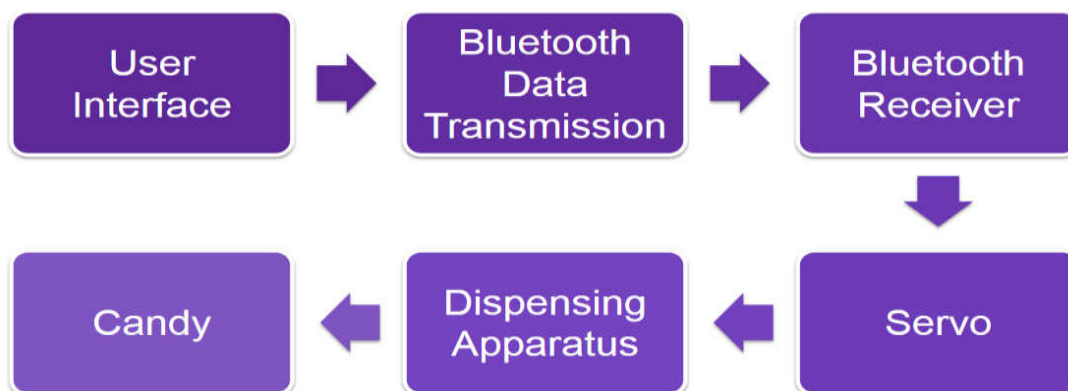 User
Interface
Bluetooth
Data
Transmission
Bluetooth
Receiver
Servo
Dispensing
Apparatus
Candy